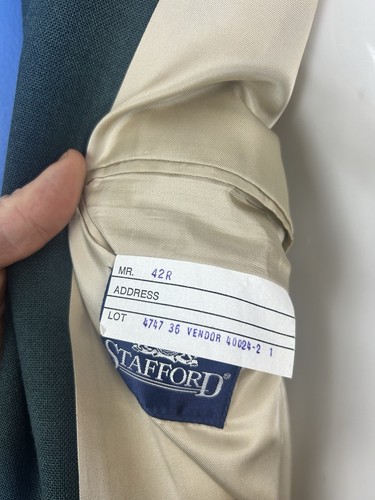 MR. 42R
ADDRESS
LOT 4747 36 VENDOR 40024-2 1
STAFFORD®